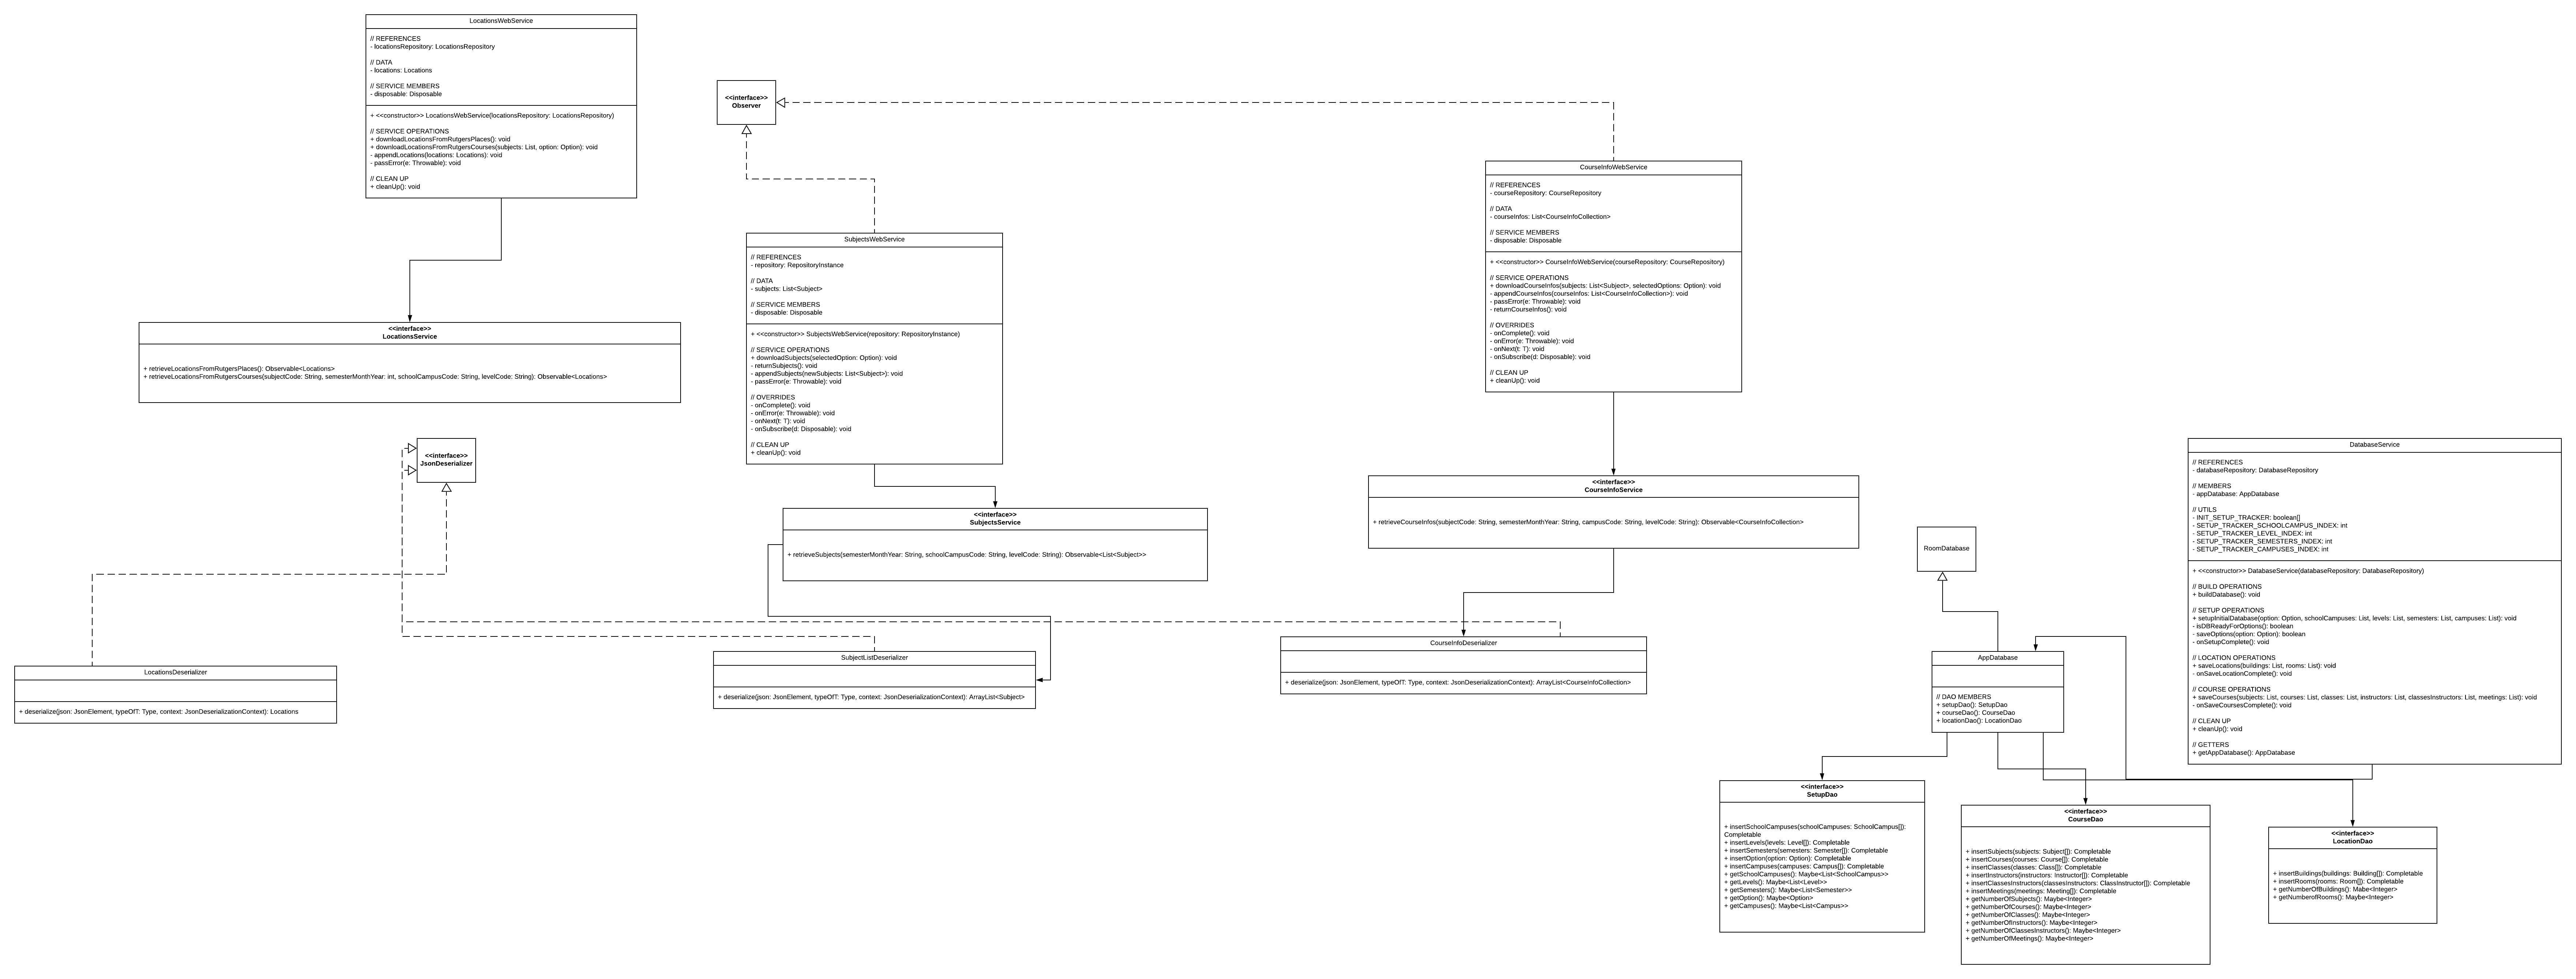 LocationsWebService
// REFERENCES
- locationsRepository: LocationsRepository
// DATA
- locations: Locations
// SERVICE MEMBERS
- disposable: Disposable
+ <<constructor>> LocationsWebService(locationsRepository: LocationsRepository)
// SERVICE OPERATIONS
+ downloadLocationsFromRutgersPlaces(): void
+ downloadLocationsFromRutgersCourses(subjects: List, option: Option): void
- appendLocations(locations: Locations): void
- passError(e: Throwable): void
// CLEAN UP
+ cleanUp(): void
<<interface>>
Observer
CourseInfoWebService
// REFERENCES
- courseRepository: CourseRepository
// DATA
- courseInfos: List<CourseInfoCollection>
// SERVICE MEMBERS
- disposable: Disposable
+ <<constructor>> CourseInfoWebService(courseRepository: CourseRepository)
// SERVICE OPERATIONS
+ downloadCourseInfos(subjects: List<Subject>, selectedOptions: Option): void
- appendCourseInfos(courseInfos: List<CourseInfoCollection>): void
- passError(e: Throwable): void
- returnCourseInfos(): void
// OVERRIDES
- onComplete(): void
- onError(e: Throwable): void
- onNext(t: T): void
- onSubscribe(d: Disposable): void
// CLEAN UP
+ cleanUp(): void
SubjectsWebService
// REFERENCES
- repository: RepositoryInstance
// DATA
- subjects: List<Subject>
// SERVICE MEMBERS
- disposable: Disposable
+ <<constructor>> SubjectsWebService(repository: RepositoryInstance)
// SERVICE OPERATIONS
+ downloadSubjects(selectedOption: Option): void
- returnSubjects(): void
- appendSubjects(newSubjects: List<Subject>): void
- passError(e: Throwable): void
// OVERRIDES
- onComplete(): void
- onError(e: Throwable): void
- onNext(t: T): void
- onSubscribe(d: Disposable): void
// CLEAN UP
+ cleanUp(): void
<<interface>>
LocationsService
+ retrieveLocationsFromRutgersPlaces(): Observable<Locations>
+ retrieveLocationsFromRutgersCourses(subjectCode: String, semesterMonthYear: int, schoolCampusCode: String, levelCode: String): Observable<Locations>
<<interface>>
JsonDeserializer
<<interface>>
SubjectsService
+ retrieveSubjects(semesterMonthYear: String, schoolCampusCode: String, levelCode: String): Observable<List<Subject>>
<<interface>>
CourseInfoService
+ retrieveCourseInfos(subjectCode: String, semesterMonthYear: String, campusCode: String, levelCode: String): Observable<CourseInfoCollection>
DatabaseService
// REFERENCES
- databaseRepository: DatabaseRepository
// MEMBERS
- appDatabase: AppDatabase
// UTILS
- INIT_SETUP_TRACKER: boolean[]
- SETUP_TRACKER_SCHOOLCAMPUS_INDEX: int
- SETUP_TRACKER_LEVEL_INDEX: int
- SETUP_TRACKER_SEMESTERS_INDEX: int
- SETUP_TRACKER_CAMPUSES_INDEX: int
+ <<constructor>> DatabaseService(databaseRepository: DatabaseRepository)
// BUILD OPERATIONS
+ buildDatabase(): void
// SETUP OPERATIONS
+ setupInitialDatabase(option: Option, schoolCampuses: List, levels: List, semesters: List, campuses: List): void
- isDBReadyForOptions(): boolean
- saveOptions(option: Option): boolean
- onSetupComplete(): void
// LOCATION OPERATIONS
+ saveLocations(buildings: List, rooms: List): void
- onSaveLocationComplete(): void
// COURSE OPERATIONS
+ saveCourses(subjects: List, courses: List, classes: List, instructors: List, classesInstructors: List, meetings: List): void
- onSaveCoursesComplete(): void
// CLEAN UP
+ cleanUp(): void
// GETTERS
+ getAppDatabase(): AppDatabase
RoomDatabase
LocationsDeserializer
+ deserialize(json: JsonElement, typeOfT: Type, context: JsonDeserializationContext): Locations
SubjectListDeserializer
+ deserialize(json: JsonElement, typeOfT: Type, context: JsonDeserializationContext): ArrayList<Subject>
CourseInfoDeserializer
+ deserialize(json: JsonElement, typeOfT: Type, context: JsonDeserializationContext): ArrayList<CourseInfoCollection>
AppDatabase
// DAO MEMBERS
+ setupDao(): SetupDao
+ courseDao(): CourseDao
+ locationDao(): LocationDao
<<interface>>
SetupDao
+ insertSchoolCampuses(schoolCampuses: SchoolCampus[]):
Completable
+ insertLevels(levels: Level[]): Completable
+ insertSemesters(semesters: Semester[]): Completable
+ insertOption(option: Option): Completable
+ insertCampuses(campuses: Campus[]): Completable
+ getSchoolCampuses(): Maybe<List<SchoolCampus>>
+ getLevels(): Maybe<List<Level>>
+ getSemesters(): Maybe<List<Semester>>
+ getOption(): Maybe<Option>
+ getCampuses(): Maybe<List<Campus>>
<<interface>>
CourseDao
+ insertSubjects(subjects: Subject[]): Completable
+ insertCourses(courses: Course[]): Completable
+ insertClasses(classes: Class[]): Completable
+ insertInstructors(instructors: Instructor[]): Completable
+ insertClassesInstructors(classesInstructors: ClassInstructor[]): Completable
+ insertMeetings(meetings: Meeting[]): Completable
+ getNumberOfSubjects(): Maybe<Integer>
+ getNumberOfCourses(): Maybe<Integer>
+ getNumberOfClasses(): Maybe<Integer>
+ getNumberOfInstructors(): Maybe<Integer>
+ getNumberOfClassesInstructors(): Maybe<Integer>
+ getNumberOfMeetings(): Maybe<Integer>
<<interface>>
LocationDao
+ insertBuildings(buildings: Building[]): Completable
+ insertRooms(rooms: Room[]): Completable
+ getNumberOfBuildings(): Mabe<Integer>
+ getNumberofRooms(): Maybe<Integer>